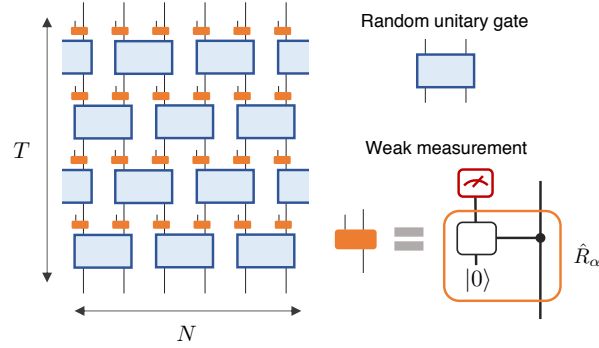 Random unitary gate
T
Weak measurement
|0⟩
R̂α
N